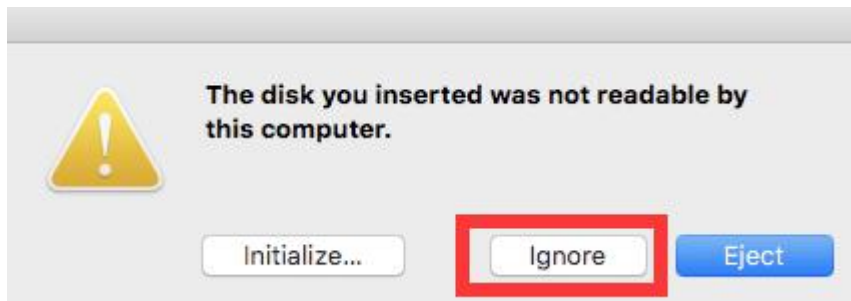 The disk you inserted was not readable by
this computer.
Initialize...
Ignore
Eject